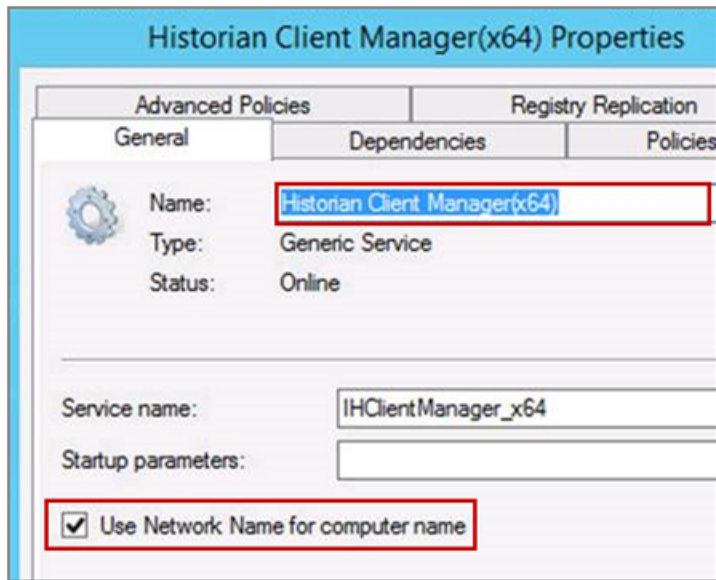 Historian Client Manager(x64) Properties
Advanced Policies Registry Replication
General Dependencies Policies
Name: Historian Client Manager(x64)
Type: Generic Service
Status: Online
Service name: IHClientManager_x64
Startup parameters:
Use Network Name for computer name